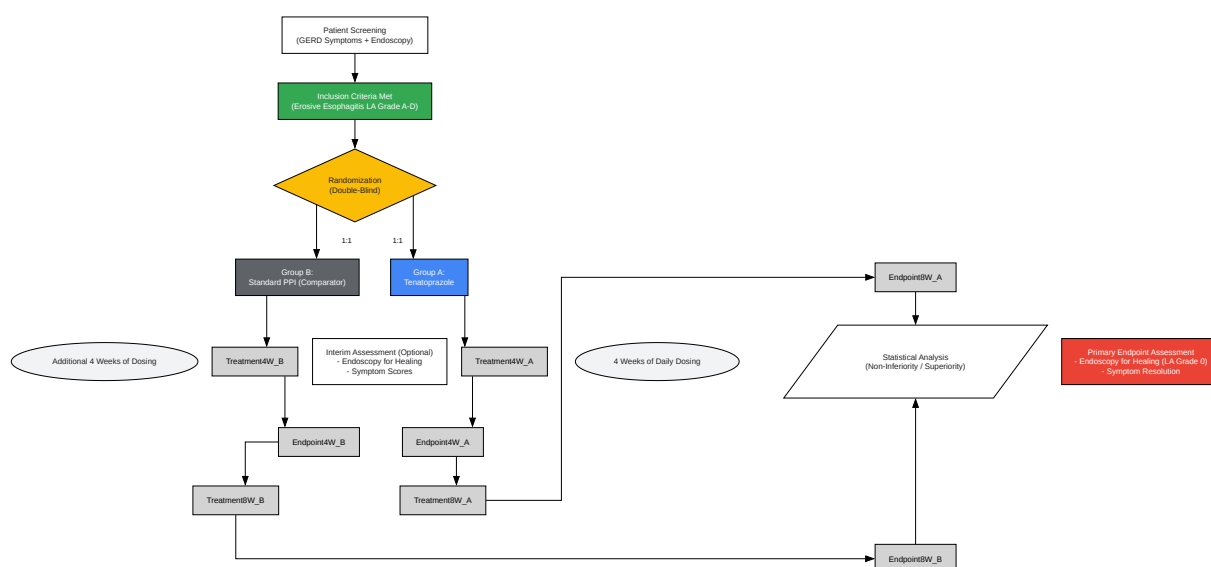 Patient Screening
(GERD Symptoms + Endoscopy)
Inclusion Criteria Met
(Erosive Esophagitis LA Grade A-D)
Randomization
(Double-Blind)
1:1
1:1
Group B:
Standard PPI (Comparator)
Group A:
Tenatoprazole
Endpoint8W_A
Additional 4 Weeks of Dosing
Treatment4W_B
Interim Assessment (Optional)
- Endoscopy for Healing
- Symptom Scores
Treatment4W_A
4 Weeks of Daily Dosing
Statistical Analysis
(Non-Inferiority / Superiority)
Primary Endpoint Assessment
- Endoscopy for Healing (LA Grade 0)
- Symptom Resolution
Endpoint4W_B
Endpoint4W_A
Treatment8W_B
Treatment8W_A
Endpoint8W_B